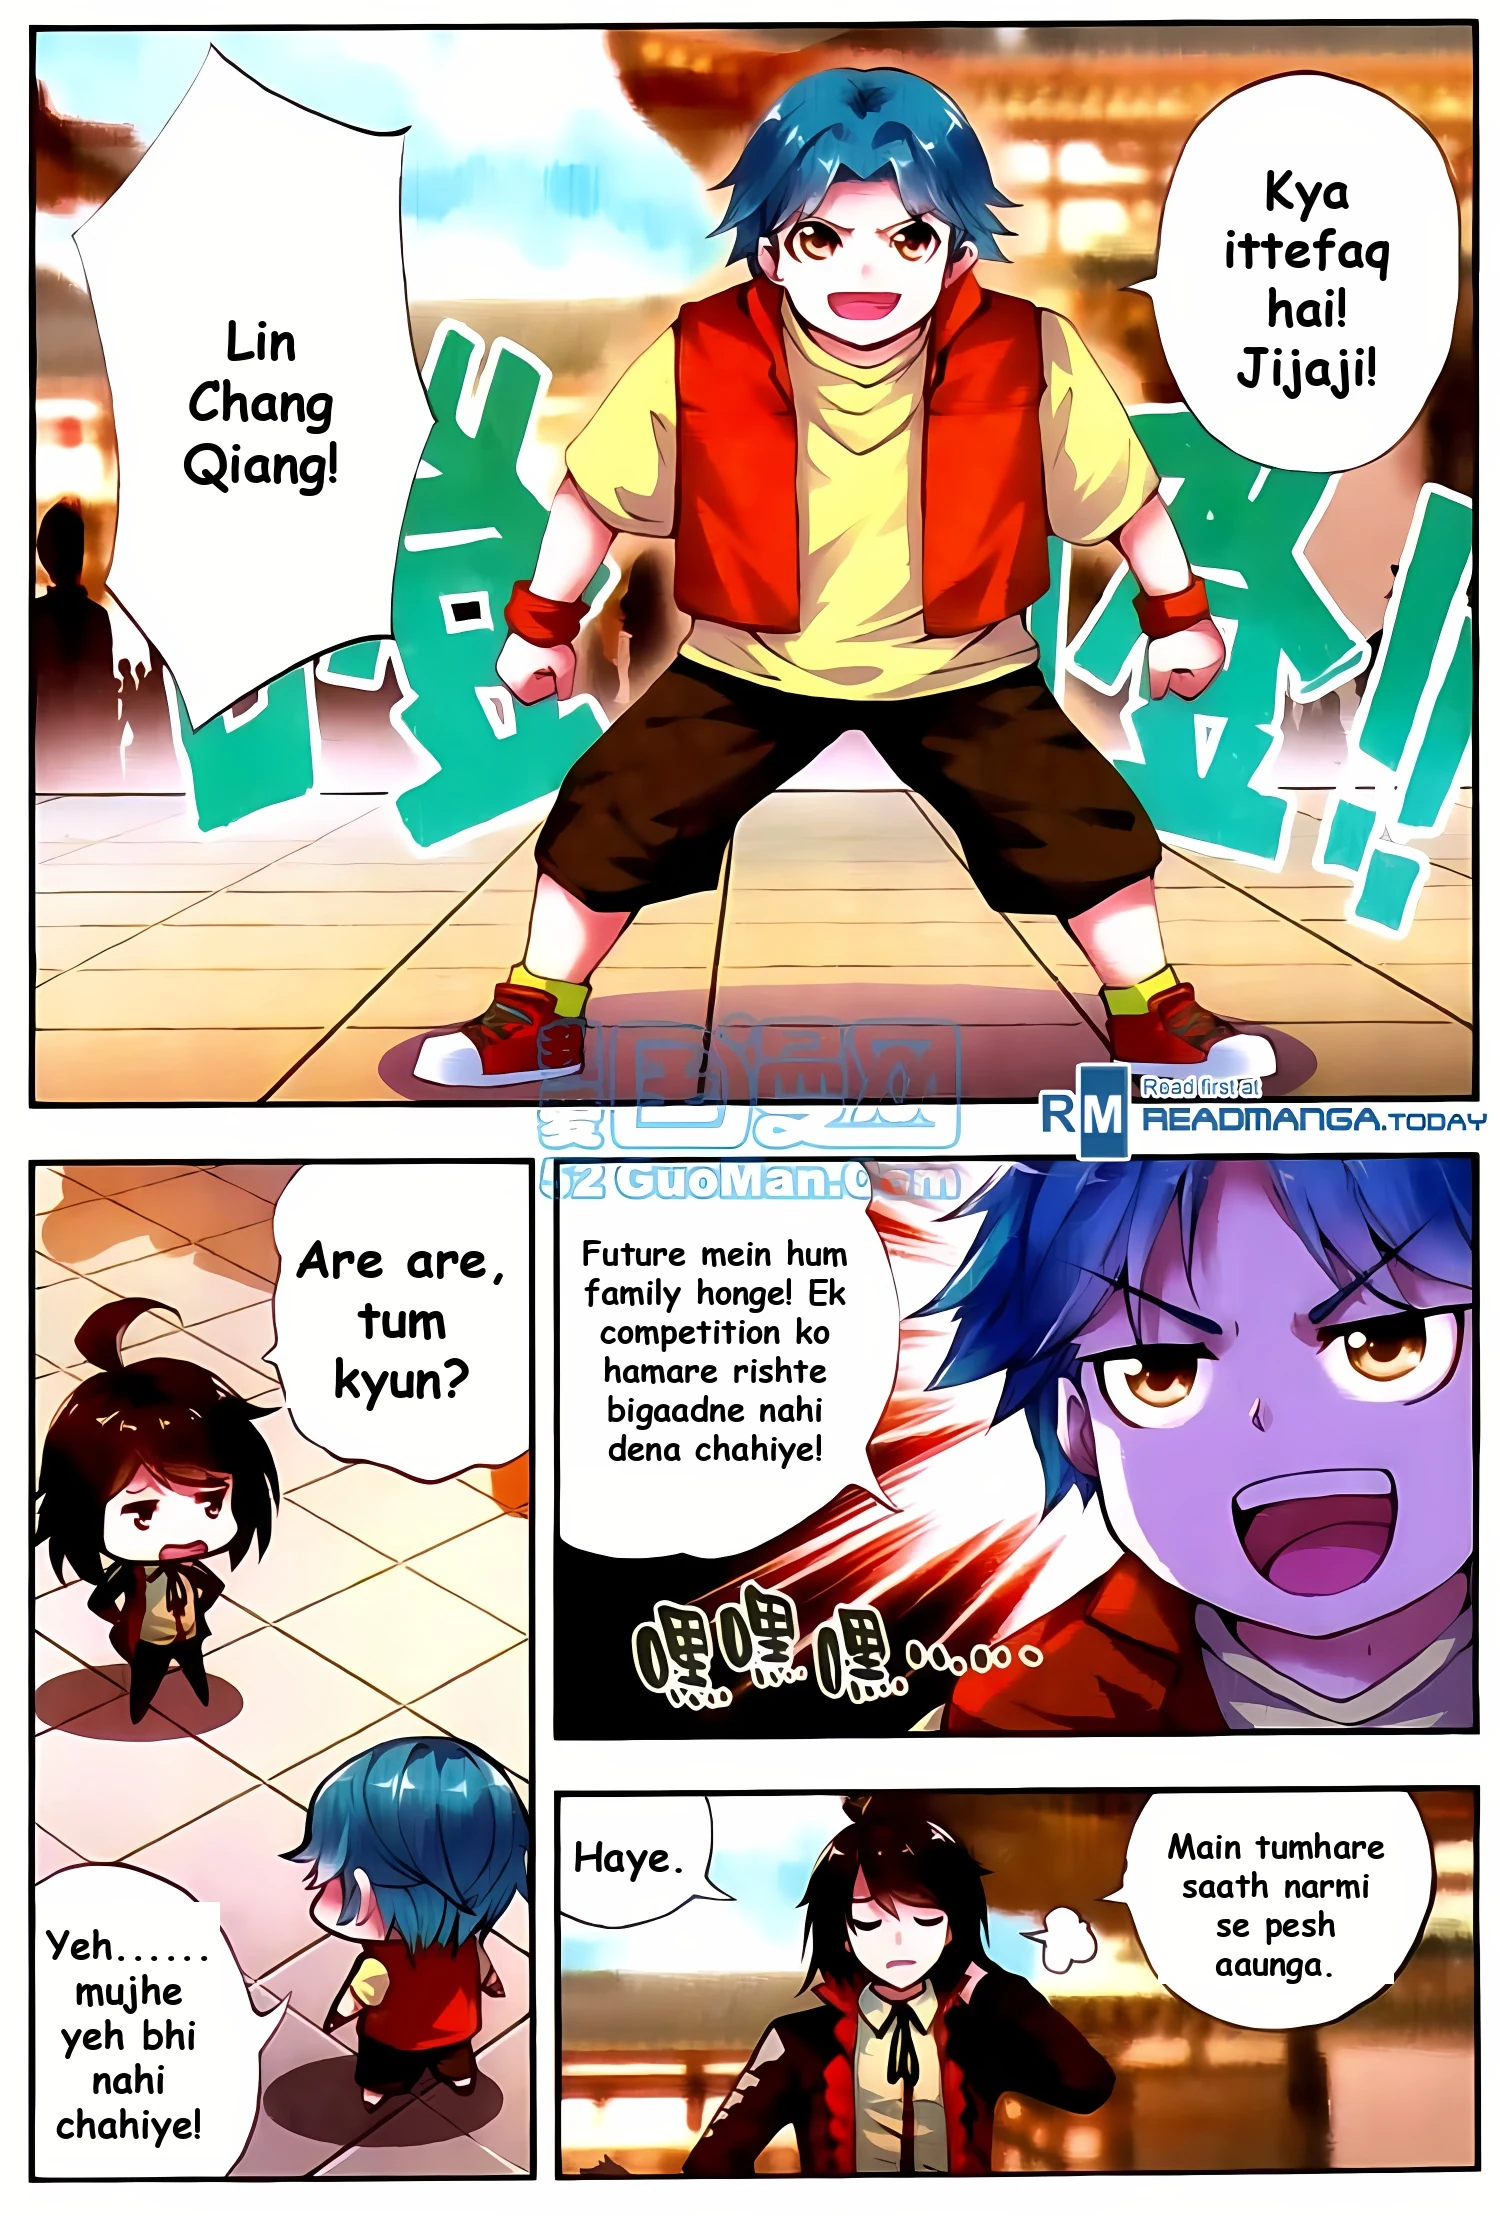 Lin
Chang
Qiang!
Kya
ittefaq
hai!
Jijaji!
Read first at
RM READMANGA.TODAY
52GuoMan.Com
Are are,
tum
kyun?
Future mein hum
family honge! Ek
competition ko
hamare rishte
bigaadne nahi
dena chahiye!
嘿嘿嘿......
Yeh......
mujhe
yeh bhi
nahi
chahiye!
Haye.
Main tumhare
saath narmi
se pesh
aaunga.